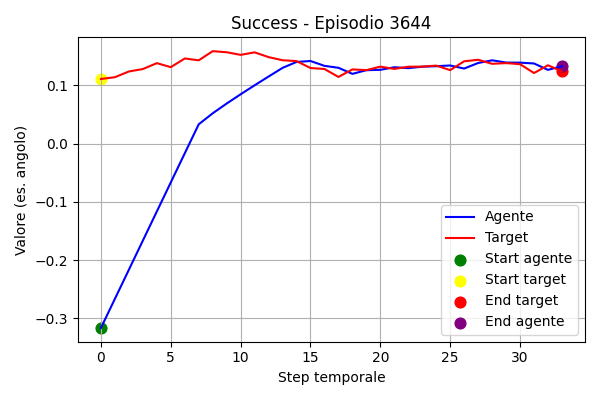 Success - Episodio 3644
Valore (es. angolo)
0.1
0.0
−0.1
−0.2
−0.3
0
5
10
15
20
25
30
Step temporale
Agente
Target
Start agente
Start target
End target
End agente